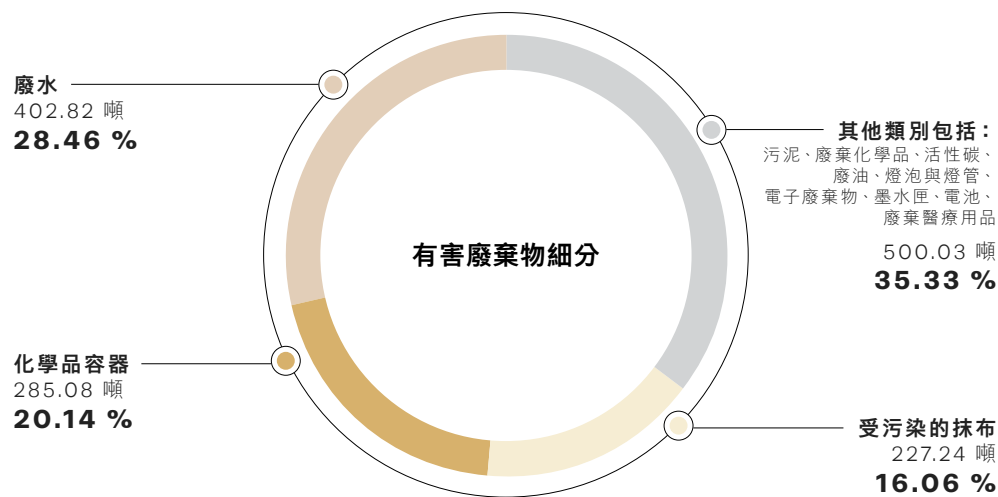 廢水
402.82 噸
28.46 %
其他類別包括：
污泥、廢棄化學品、活性碳、
廢油、燈泡與燈管、
電子廢棄物、墨水匣、電池、
廢棄醫療用品
500.03 噸
35.33 %
有害廢棄物細分
化學品容器
285.08 噸
20.14 %
受污染的抹布
227.24 噸
16.06 %